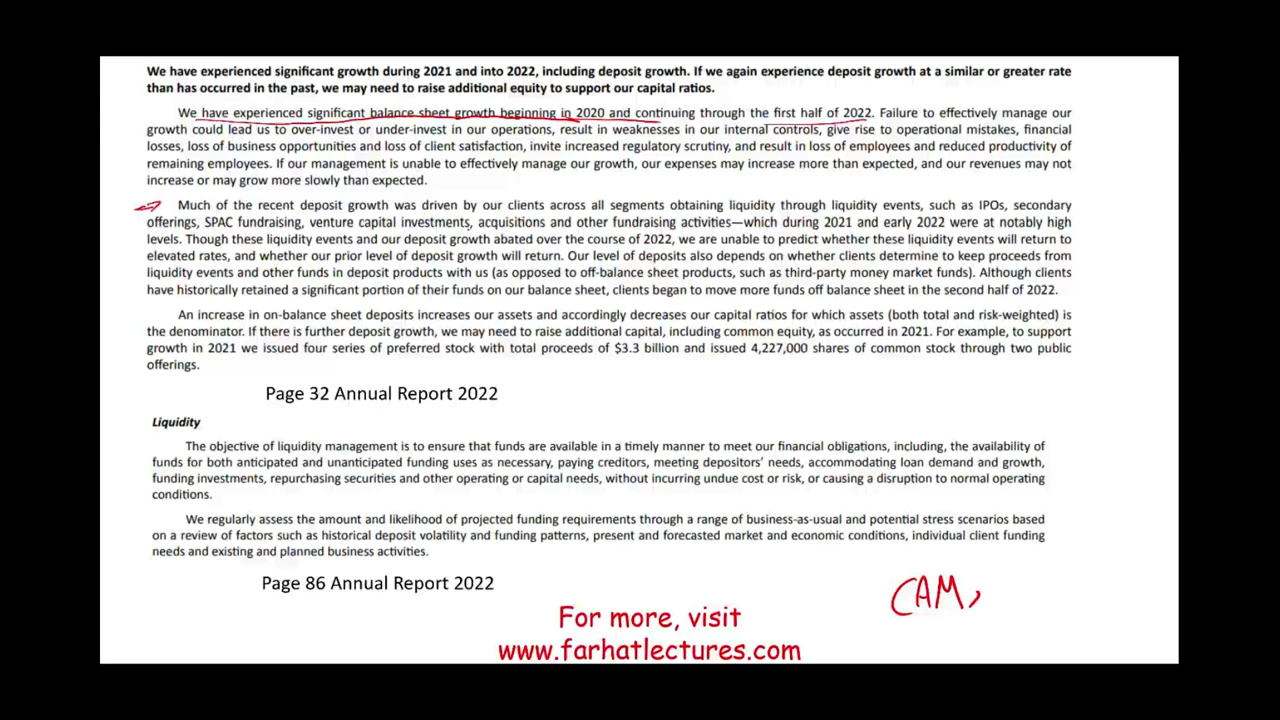 We have experienced significant growth during 2021 and into 2022, including deposit growth. If we again experience deposit growth at a similar or greater rate
than has occurred in the past, we may need to raise additional equity to support our capital ratios.
We have experienced significant balance sheet growth beginning in 2020 and continuing through the first half of 2022. Failure to effectively manage our
growth could lead us to over-invest or under-invest in our operations, result in weaknesses in our internal controls, give rise to operational mistakes, financial
losses, loss of business opportunities and loss of client satisfaction, invite increased regulatory scrutiny, and result in loss of employees and reduced productivity of
remaining employees. If our management is unable to effectively manage our growth, our expenses may increase more than expected, and our revenues may not
increase or may grow more slowly than expected.
Much of the recent deposit growth was driven by our clients across all segments obtaining liquidity through liquidity events, such as IPOs, secondary
offerings, SPAC fundraising, venture capital investments, acquisitions and other fundraising activities—which during 2021 and early 2022 were at notably high
levels. Though these liquidity events and our deposit growth abated over the course of 2022, we are unable to predict whether these liquidity events will return to
elevated rates, and whether our prior level of deposit growth will return. Our level of deposits also depends on whether clients determine to keep proceeds from
liquidity events and other funds in deposit products with us (as opposed to off-balance sheet products, such as third-party money market funds). Although clients
have historically retained a significant portion of their funds on our balance sheet, clients began to move more funds off balance sheet in the second half of 2022.
An increase in on-balance sheet deposits increases our assets and accordingly decreases our capital ratios for which assets (both total and risk-weighted) is
the denominator. If there is further deposit growth, we may need to raise additional capital, including common equity, as occurred in 2021. For example, to support
growth in 2021 we issued four series of preferred stock with total proceeds of $3.3 billion and issued 4,227,000 shares of common stock through two public
offerings.
Page 32 Annual Report 2022
Liquidity
The objective of liquidity management is to ensure that funds are available in a timely manner to meet our financial obligations, including, the availability of
funds for both anticipated and unanticipated funding uses as necessary, paying creditors, meeting depositors' needs, accommodating loan demand and growth,
funding investments, repurchasing securities and other operating or capital needs, without incurring undue cost or risk, or causing a disruption to normal operating
conditions.
We regularly assess the amount and likelihood of projected funding requirements through a range of business-as-usual and potential stress scenarios based
on a review of factors such as historical deposit volatility and funding patterns, present and forecasted market and economic conditions, individual client funding
needs and existing and planned business activities.
Page 86 Annual Report 2022
CAM,
For more, visit
www.farhatlectures.com